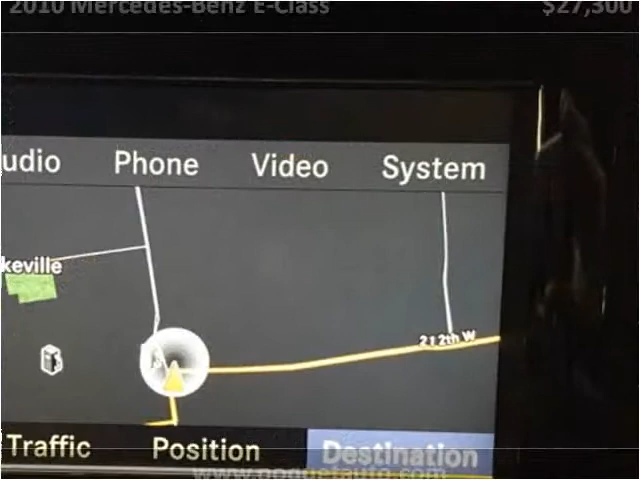 2010 Mercedes-Benz E-Class $27,300
udio Phone Video System
keville
212th W
Traffic Position Destination